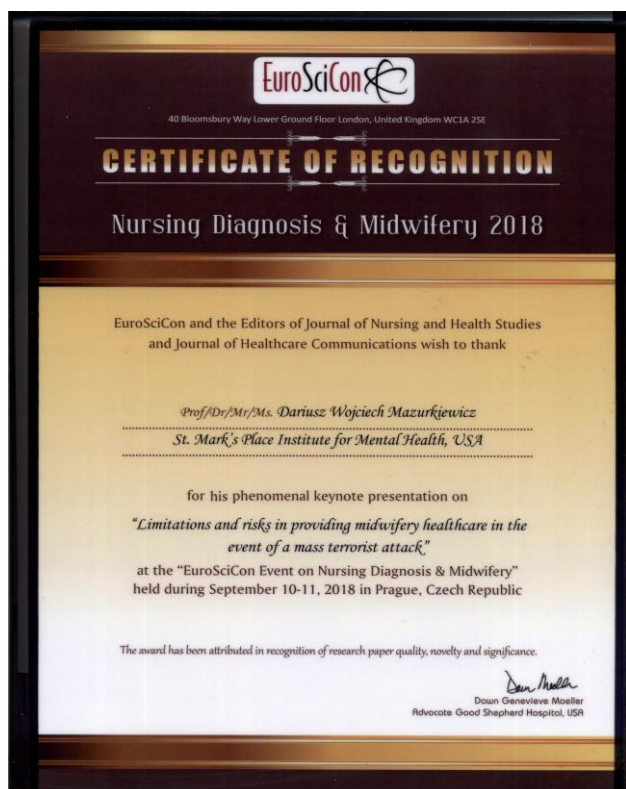 EuroSciCon
40 Bloomsbury Way Lower Ground Floor London, United Kingdom WC1A 2SE
CERTIFICATE OF RECOGNITION
Nursing Diagnosis & Midwifery 2018
EuroSciCon and the Editors of Journal of Nursing and Health Studies
and Journal of Healthcare Communications wish to thank
Prof/Dr/Mr/Ms. Dariusz Wojciech Mazurkiewicz
St. Mark's Place Institute for Mental Health, USA
for his phenomenal keynote presentation on
"Limitations and risks in providing midwifery healthcare in the
event of a mass terrorist attack"
at the "EuroSciCon Event on Nursing Diagnosis & Midwifery"
held during September 10-11, 2018 in Prague, Czech Republic
The award has been attributed in recognition of research paper quality, novelty and significance.
Dawn Moeller
Dawn Genevieve Moeller
Advocate Good Shepherd Hospital, USA